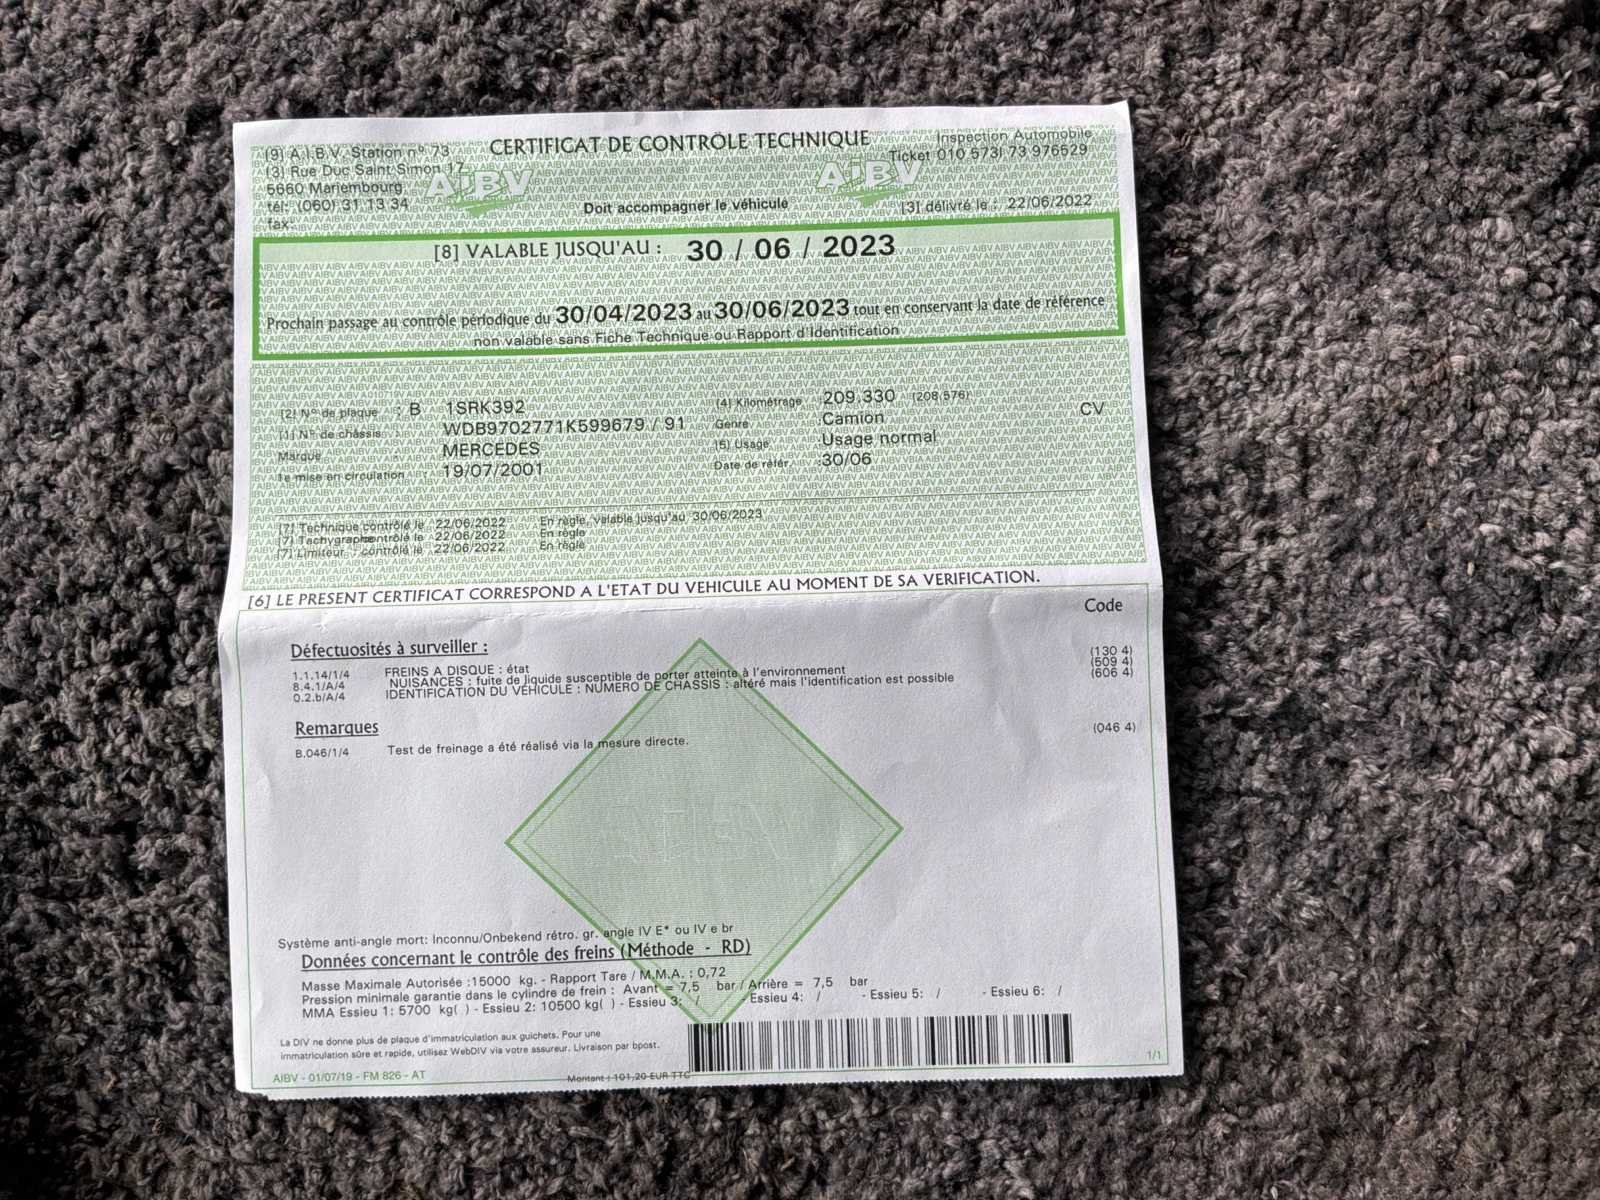 CERTIFICAT DE CONTRÔLE TECHNIQUE
[9] A.I.B.V. Station n° 73
[3] Rue Duc Saint Simon 17
5660 Mariembourg
tél: (060) 31 13 34
fax:
AIBV
AIBV
Inspection Automobile
Ticket 010 573I 73 976529
Doit accompagner le véhicule
[3] délivré le : 22/06/2022
[8] VALABLE JUSQU'AU : 30 / 06 / 2023
Prochain passage au contrôle périodique du 30/04/2023 au 30/06/2023 tout en conservant la date de référence
non valable sans Fiche Technique ou Rapport d'Identification
[2] N° de plaque : B 1SRK392
[1] N° de châssis : WDB9702771K599679 / 91
Marque : MERCEDES
1e mise en circulation 19/07/2001
[4] Kilométrage : 209.330 (208,576)
Genre : Camion CV
[5] Usage : Usage normal
Date de référ. : 30/06
[7] Technique contrôlé le 22/06/2022 En règle, valable jusqu'au 30/06/2023
[7] Tachygraphe contrôlé le 22/06/2022 En règle
[7] Limiteur : contrôlé le 22/06/2022 En règle
[6] LE PRESENT CERTIFICAT CORRESPOND A L'ETAT DU VEHICULE AU MOMENT DE SA VERIFICATION.
Code
Défectuosités à surveiller :
1.1.14/1/4 FREINS A DISQUE : état (130 4)
8.4.1/A/4 NUISANCES : fuite de liquide susceptible de porter atteinte à l'environnement (509 4)
0.2.b/A/4 IDENTIFICATION DU VÉHICULE : NUMERO DE CHASSIS : altéré mais l'identification est possible (606 4)
Remarques
B.046/1/4 Test de freinage a été réalisé via la mesure directe. (046 4)
Système anti-angle mort: Inconnu/Onbekend rétro. gr. angle IV E* ou IV e br
Données concernant le contrôle des freins (Méthode - RD)
Masse Maximale Autorisée :15000 kg. - Rapport Tare / M.M.A. : 0,72
Pression minimale garantie dans le cylindre de frein : Avant = 7,5 bar / Arrière = 7,5 bar
MMA Essieu 1: 5700 kg( ) - Essieu 2: 10500 kg( ) - Essieu 3: / - Essieu 4: / - Essieu 5: / - Essieu 6: /
La DIV ne donne plus de plaque d'immatriculation aux guichets. Pour une
immatriculation sûre et rapide, utilisez WebDIV via votre assureur. Livraison par bpost.
AIBV - 01/07/19 - FM 826 - AT
Montant : 101,20 EUR TTC
1/1